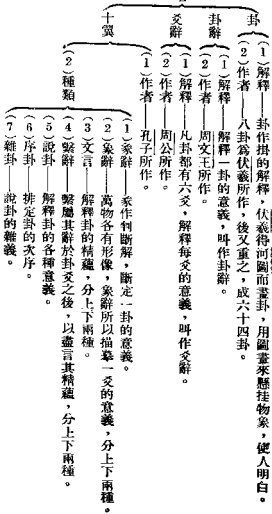 卦
（1）解釋——卦作掛的解釋，伏羲得河圖而畫卦，用圖畫來懸挂物象，使人明白。
（2）作者——八卦爲伏羲所作，後又重之，成六十四卦。
卦辭
（1）解釋——解釋一卦的意義，叫作卦辭。
（2）作者——周文王所作。
爻辭
（1）解釋——凡卦都有六爻，解釋每爻的意義，叫作爻辭。
（2）作者——周公所作。
十翼
（1）作者——孔子所作。
（2）種類
（1）彖辭——彖作判斷解，斷定一卦的意義。
（2）象辭——萬物各有形像，象辭所以描摹一爻的意義，分上下兩種。
（3）文言——解釋卦的精蘊，分上下兩種。
（4）繫辭——繫屬其辭於卦爻之後，以盡言其精蘊，分上下兩種。
（5）說卦——解釋卦的各種意義。
（6）序卦——排定卦的次序。
（7）雜卦——說卦的雜義。